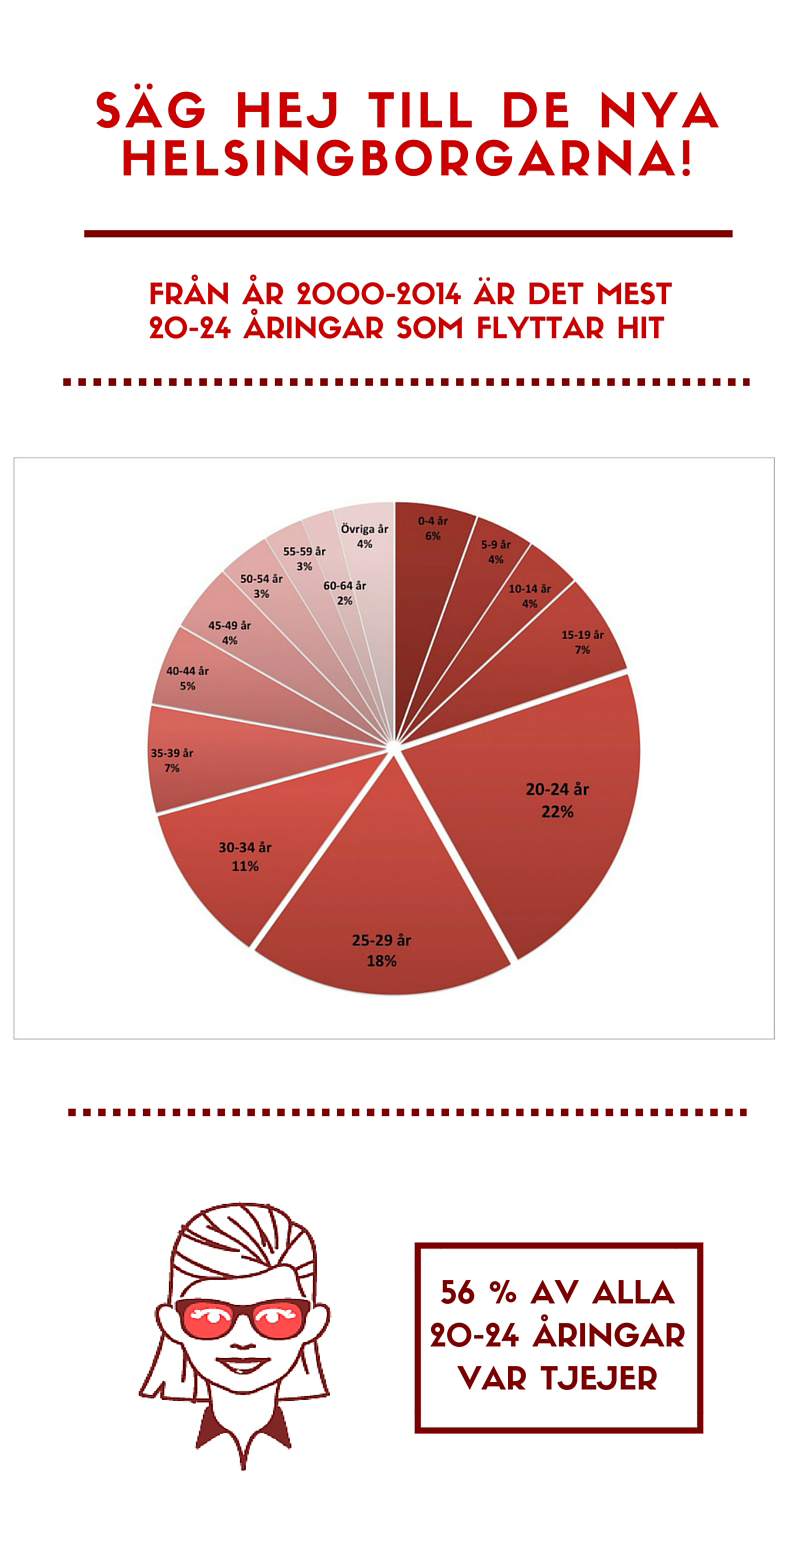 SÄG HEJ TILL DE NYA
HELSINGBORGARNA!
FRÅN ÅR 2000-2014 ÄR DET MEST
20-24 ÅRINGAR SOM FLYTTAR HIT
0-4 år
6%
5-9 år
4%
10-14 år
4%
15-19 år
7%
20-24 år
22%
25-29 år
18%
30-34 år
11%
35-39 år
7%
40-44 år
5%
45-49 år
4%
50-54 år
3%
55-59 år
3%
60-64 år
2%
Övriga år
4%
56 % AV ALLA
20-24 ÅRINGAR
VAR TJEJER